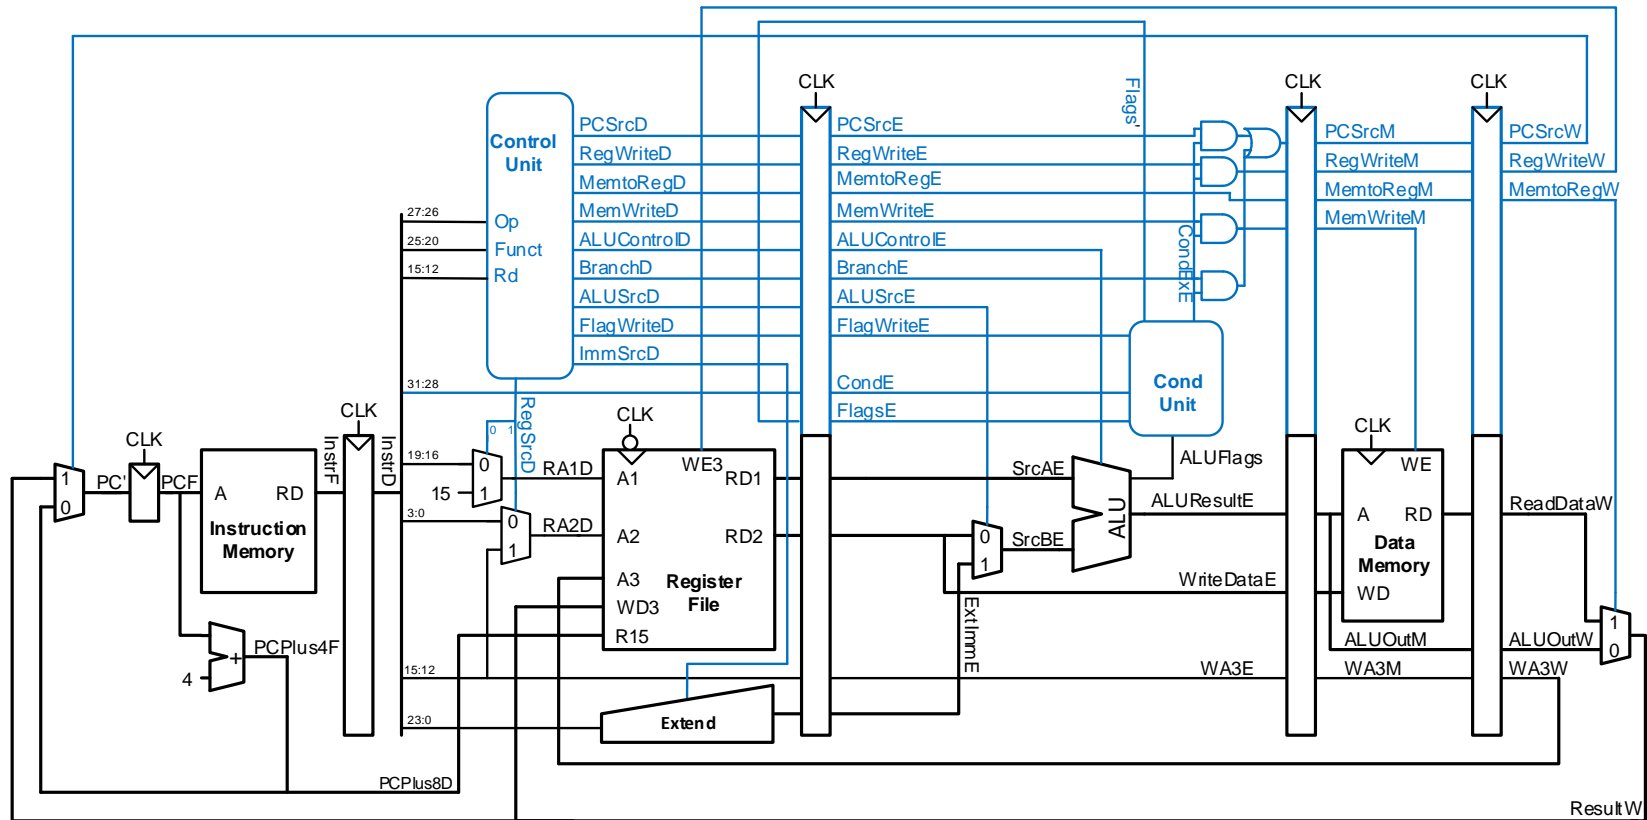 CLK
CLK
CLK
Flags'
Control
Unit
PCSrcD
PCSrcE
PCSrcM
PCSrcW
RegWriteD
RegWriteE
RegWriteM
RegWriteW
MemtoRegD
MemtoRegE
MemtoRegM
MemtoRegW
27:26
Op
MemWriteD
MemWriteE
MemWriteM
25:20
Funct
ALUControlD
ALUControlE
CondExE
15:12
Rd
BranchD
BranchE
ALUSrcD
ALUSrcE
FlagWriteD
FlagWriteE
ImmSrcD
31:28
CondE
Cond
Unit
FlagsE
RegSrcD
0 1
CLK
CLK
CLK
CLK
InstrF
InstrD
19:16
0
1
15
RA1D
A1
WE3
RD1
SrcAE
ALUFlags
WE
1
0
PC'
PCF
A
RD
Instruction
Memory
3:0
0
1
RA2D
A2
RD2
0
1
SrcBE
ALU
ALUResultE
A
RD
ReadDataW
Data
Memory
A3
Register
File
WD3
R15
WriteDataE
WD
ExtImmE
PCPlus4F
+
4
ALUOutM
ALUOutW
1
0
15:12
WA3E
WA3M
WA3W
23:0
Extend
PCPlus8D
ResultW